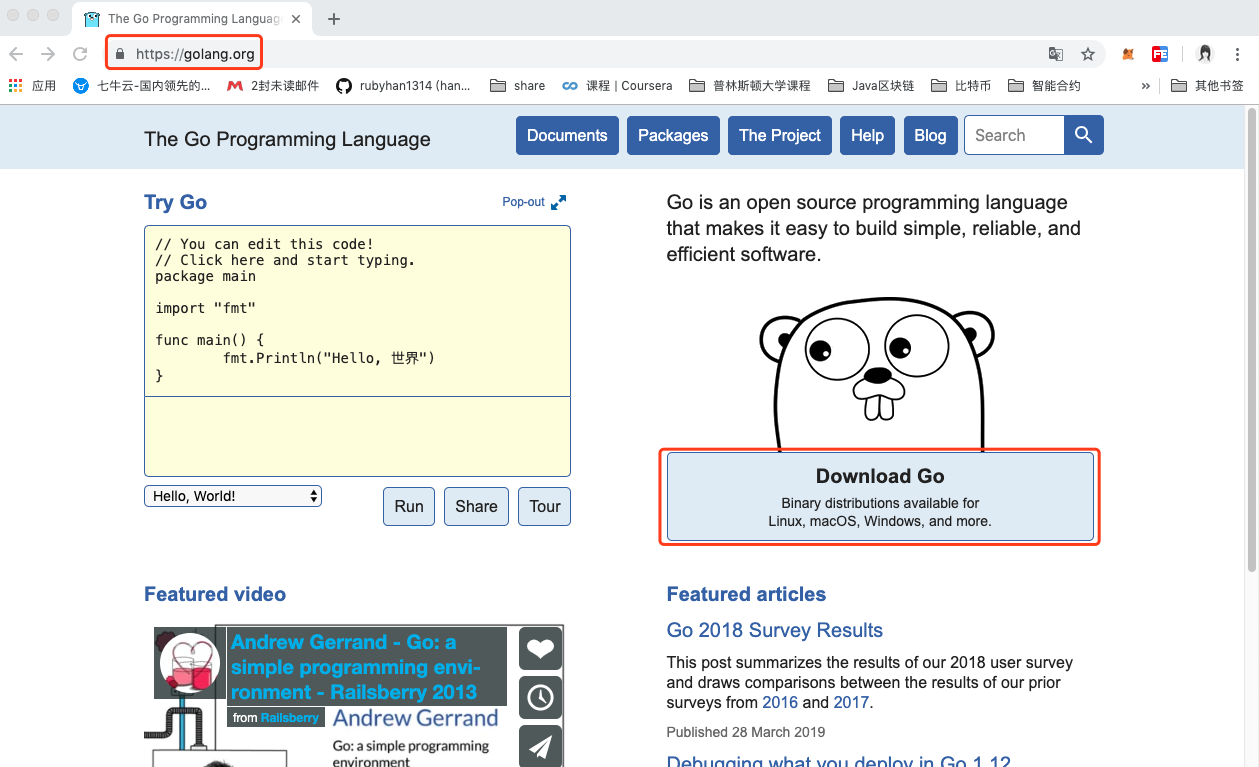 The Go Programming Languag
https://golang.org
应用
七牛云-国内领先的...
2封未读邮件
rubyhan1314 (han...
share
课程 | Coursera
普林斯顿大学课程
Java区块链
比特币
智能合约
»
其他书签
The Go Programming Language
Documents
Packages
The Project
Help
Blog
Search
Try Go
Pop-out
// You can edit this code!
// Click here and start typing.
package main
import "fmt"
func main() {
fmt.Println("Hello, 世界")
}
Hello, World!
Run
Share
Tour
Go is an open source programming language
that makes it easy to build simple, reliable, and
efficient software.
Download Go
Binary distributions available for
Linux, macOS, Windows, and more.
Featured video
Andrew Gerrand - Go: a
simple programming envi-
ronment - Railsberry 2013
from Railsberry
Andrew Gerrand
Go: a simple programming
environment
Featured articles
Go 2018 Survey Results
This post summarizes the results of our 2018 user survey
and draws comparisons between the results of our prior
surveys from 2016 and 2017.
Published 28 March 2019
Debugging what you deploy in Go 1.12